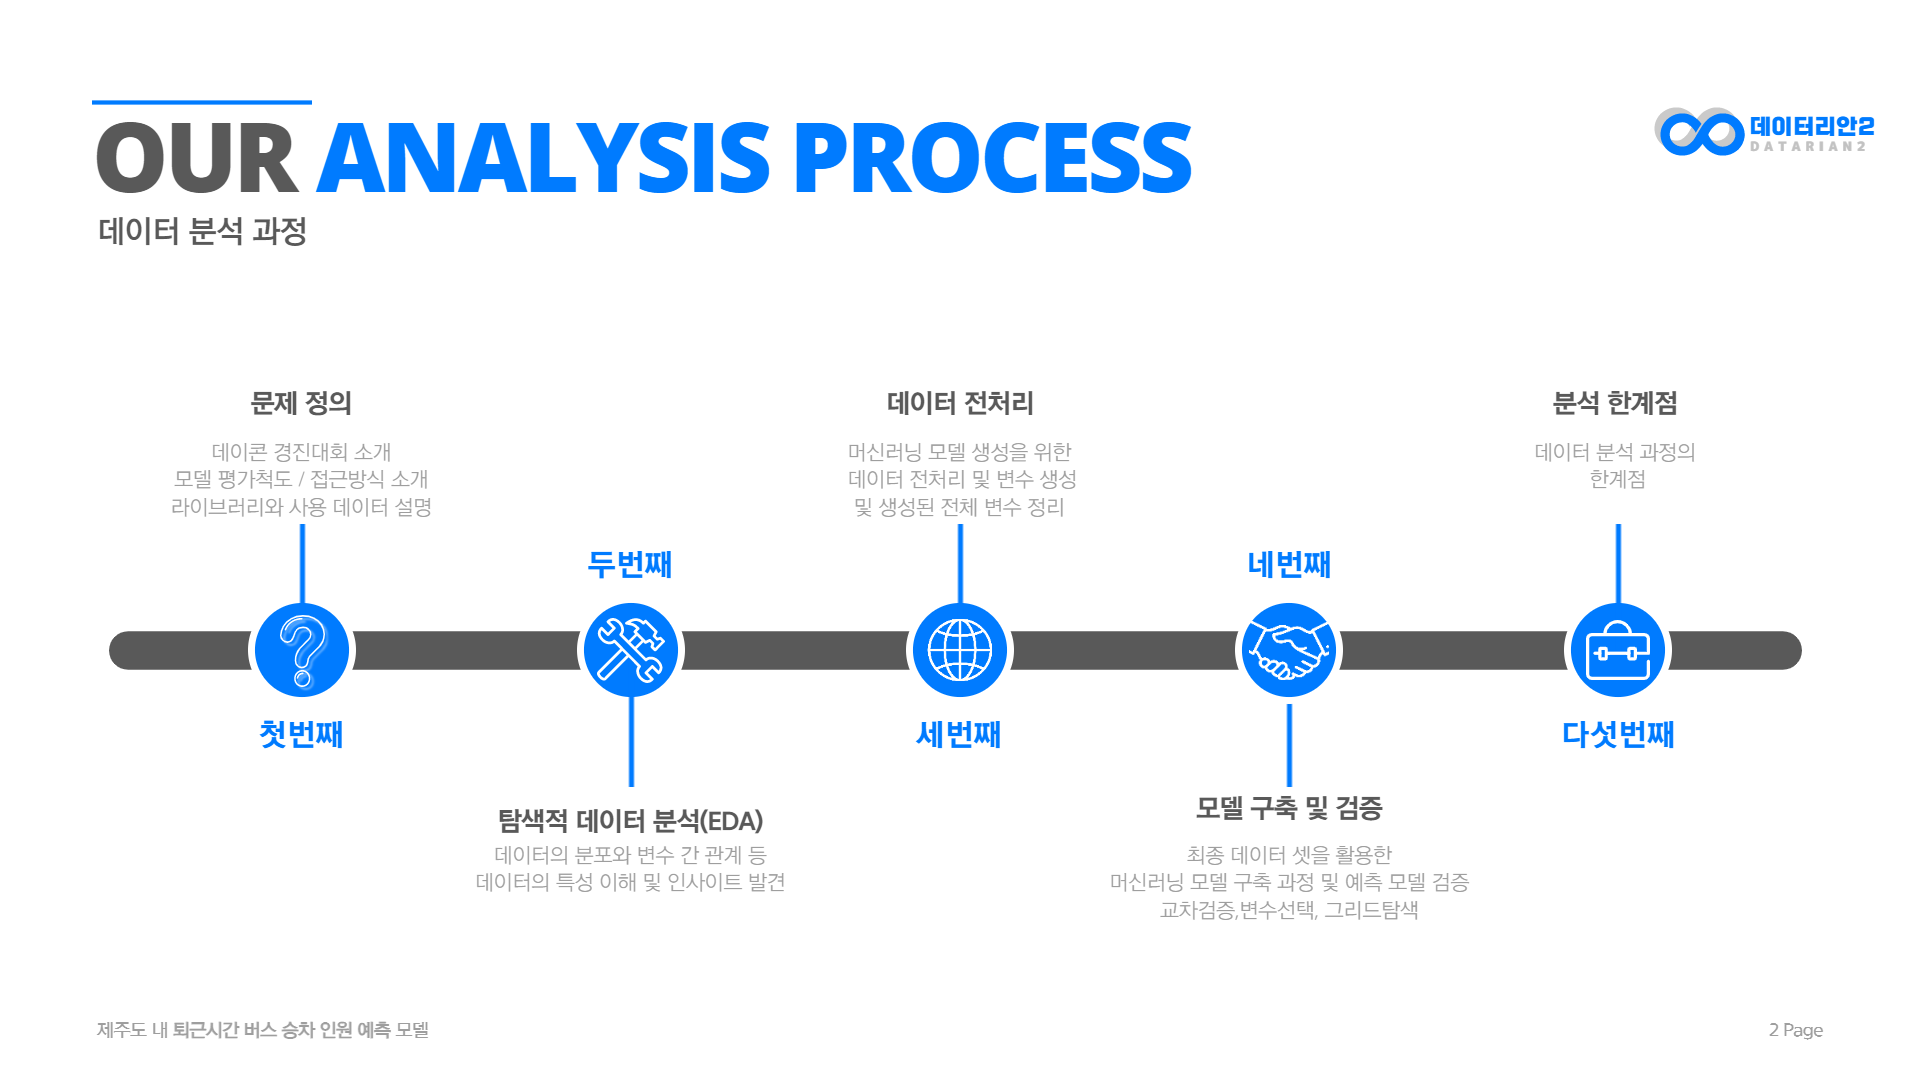 OUR ANALYSIS PROCESS
데이터 분석 과정
데이터리안2
DATARIAN2
문제 정의
데이콘 경진대회 소개
모델 평가척도 / 접근방식 소개
라이브러리와 사용 데이터 설명
첫번째
두번째
탐색적 데이터 분석(EDA)
데이터의 분포와 변수 간 관계 등
데이터의 특성 이해 및 인사이트 발견
데이터 전처리
머신러닝 모델 생성을 위한
데이터 전처리 및 변수 생성
및 생성된 전체 변수 정리
세번째
네번째
모델 구축 및 검증
최종 데이터 셋을 활용한
머신러닝 모델 구축 과정 및 예측 모델 검증
교차검증,변수선택, 그리드탐색
분석 한계점
데이터 분석 과정의
한계점
다섯번째
제주도 내 퇴근시간 버스 승차 인원 예측 모델
2 Page